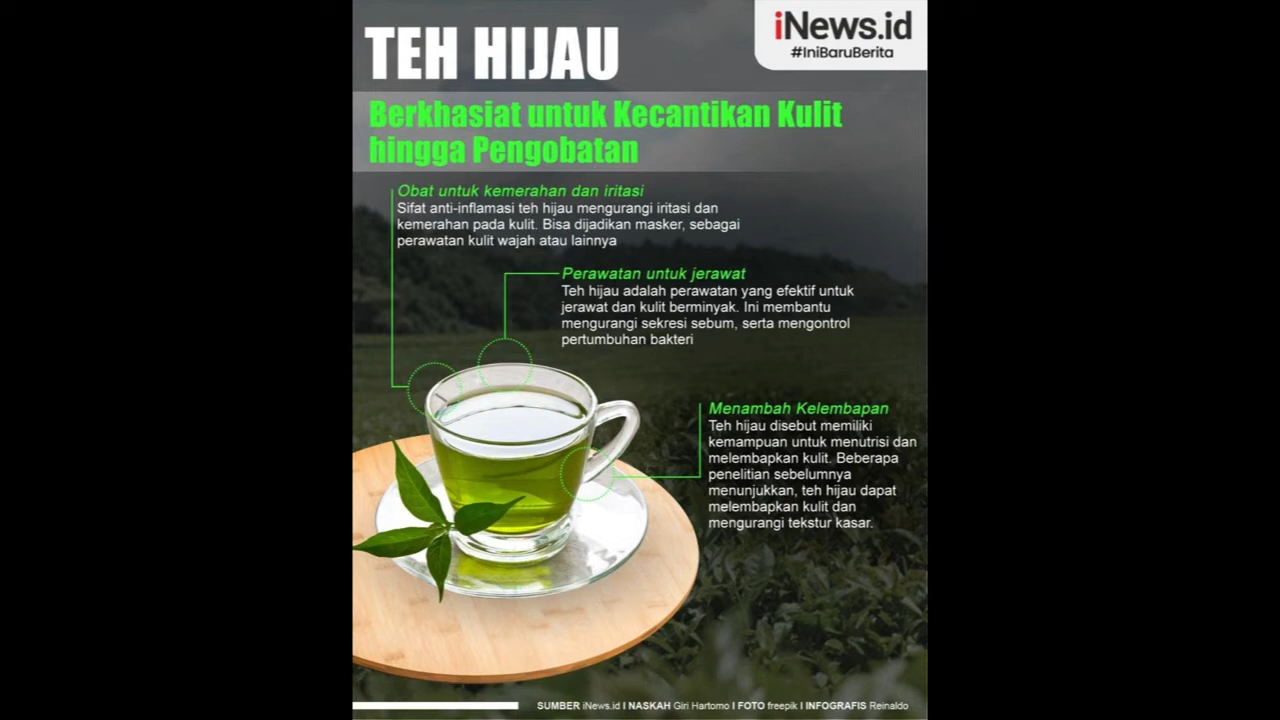 iNews.id
#IniBaruBerita
TEH HIJAU
Berkhasiat untuk Kecantikan Kulit
hingga Pengobatan
Obat untuk kemerahan dan iritasi
Sifat anti-inflamasi teh hijau mengurangi iritasi dan
kemerahan pada kulit. Bisa dijadikan masker, sebagai
perawatan kulit wajah atau lainnya
Perawatan untuk jerawat
Teh hijau adalah perawatan yang efektif untuk
jerawat dan kulit berminyak. Ini membantu
mengurangi sekresi sebum, serta mengontrol
pertumbuhan bakteri
Menambah Kelembapan
Teh hijau disebut memiliki
kemampuan untuk menutrisi dan
melembapkan kulit. Beberapa
penelitian sebelumnya
menunjukkan, teh hijau dapat
melembapkan kulit dan
mengurangi tekstur kasar.
SUMBER iNews.id I NASKAH Giri Hartomo I FOTO freepik I INFOGRAFIS Reinaldo